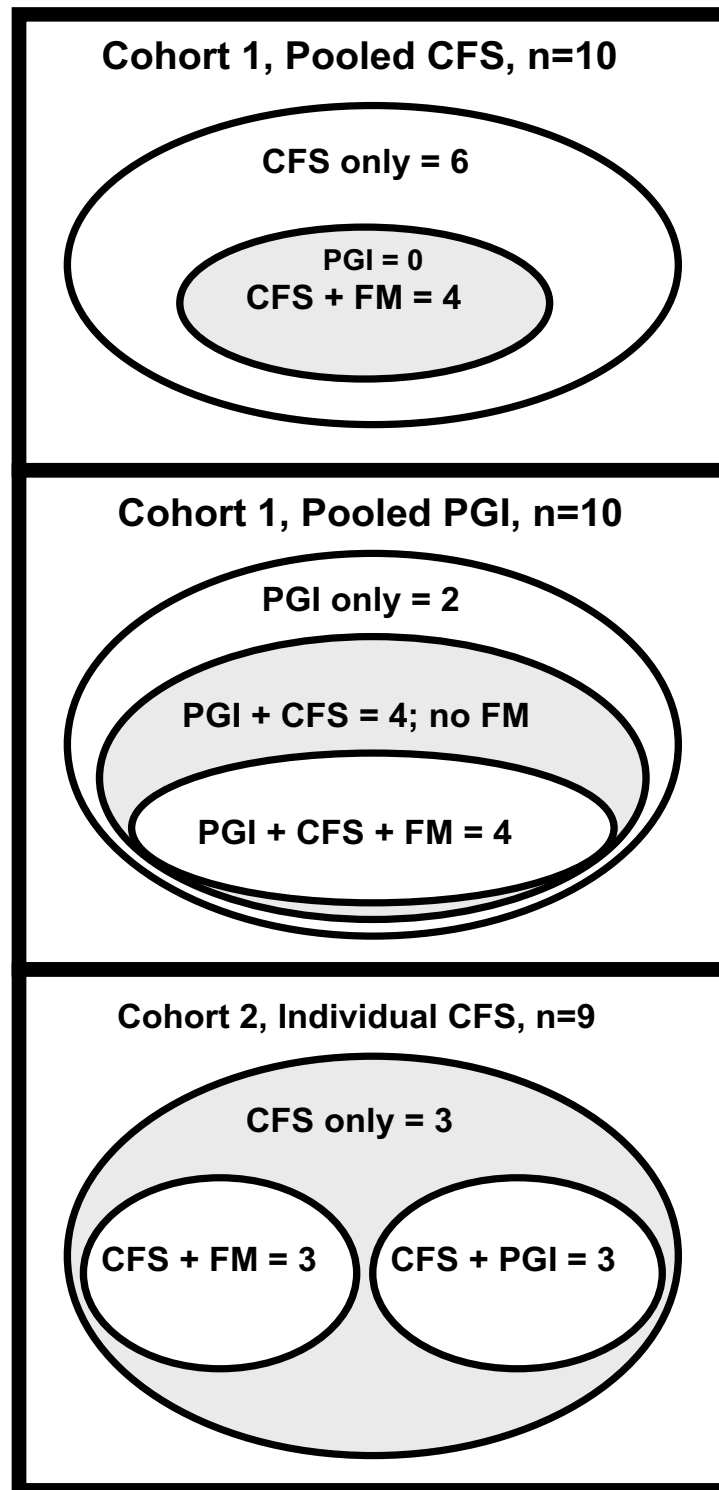 Cohort 1, Pooled CFS, n=10
CFS only = 6
PGI = 0
CFS + FM = 4
Cohort 1, Pooled PGI, n=10
PGI only = 2
PGI + CFS = 4; no FM
PGI + CFS + FM = 4
Cohort 2, Individual CFS, n=9
CFS only = 3
CFS + FM = 3
CFS + PGI = 3